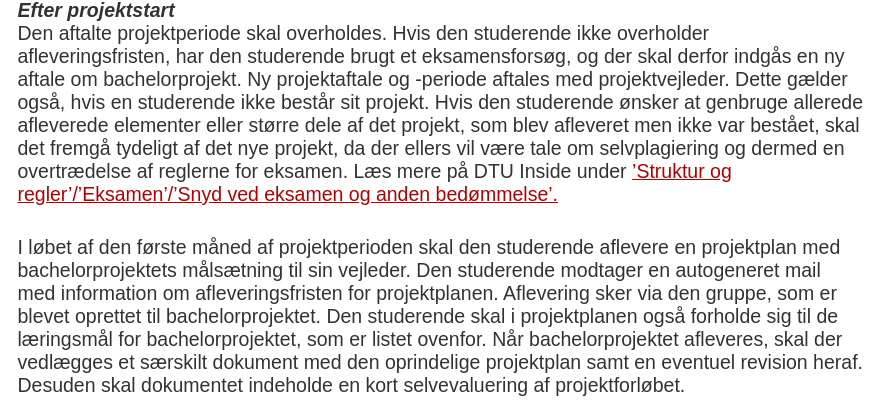 Efter projektstart
Den aftalte projektperiode skal overholdes. Hvis den studerende ikke overholder
afleveringsfristen, har den studerende brugt et eksamensforsøg, og der skal derfor indgås en ny
aftale om bachelorprojekt. Ny projektaftale og -periode aftales med projektvejleder. Dette gælder
også, hvis en studerende ikke består sit projekt. Hvis den studerende ønsker at genbruge allerede
afleverede elementer eller større dele af det projekt, som blev afleveret men ikke var bestået, skal
det fremgå tydeligt af det nye projekt, da der ellers vil være tale om selvplagiering og dermed en
overtrædelse af reglerne for eksamen. Læs mere på DTU Inside under ’Struktur og
regler’/’Eksamen’/’Snyd ved eksamen og anden bedømmelse’.
I løbet af den første måned af projektperioden skal den studerende aflevere en projektplan med
bachelorprojektets målsætning til sin vejleder. Den studerende modtager en autogeneret mail
med information om afleveringsfristen for projektplanen. Aflevering sker via den gruppe, som er
blevet oprettet til bachelorprojektet. Den studerende skal i projektplanen også forholde sig til de
læringsmål for bachelorprojektet, som er listet ovenfor. Når bachelorprojektet afleveres, skal der
vedlægges et særskilt dokument med den oprindelige projektplan samt en eventuel revision heraf.
Desuden skal dokumentet indeholde en kort selvevaluering af projektforløbet.